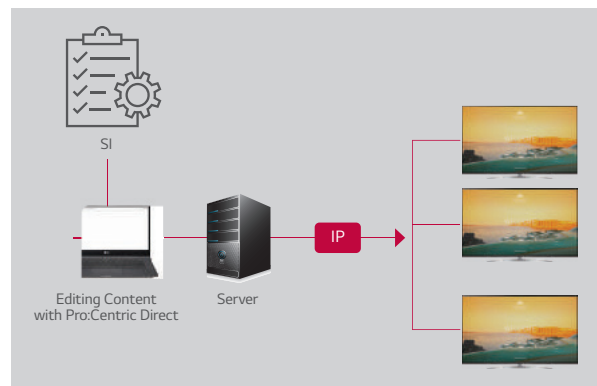 SI
IP
Editing Content
with Pro:Centric Direct
Server